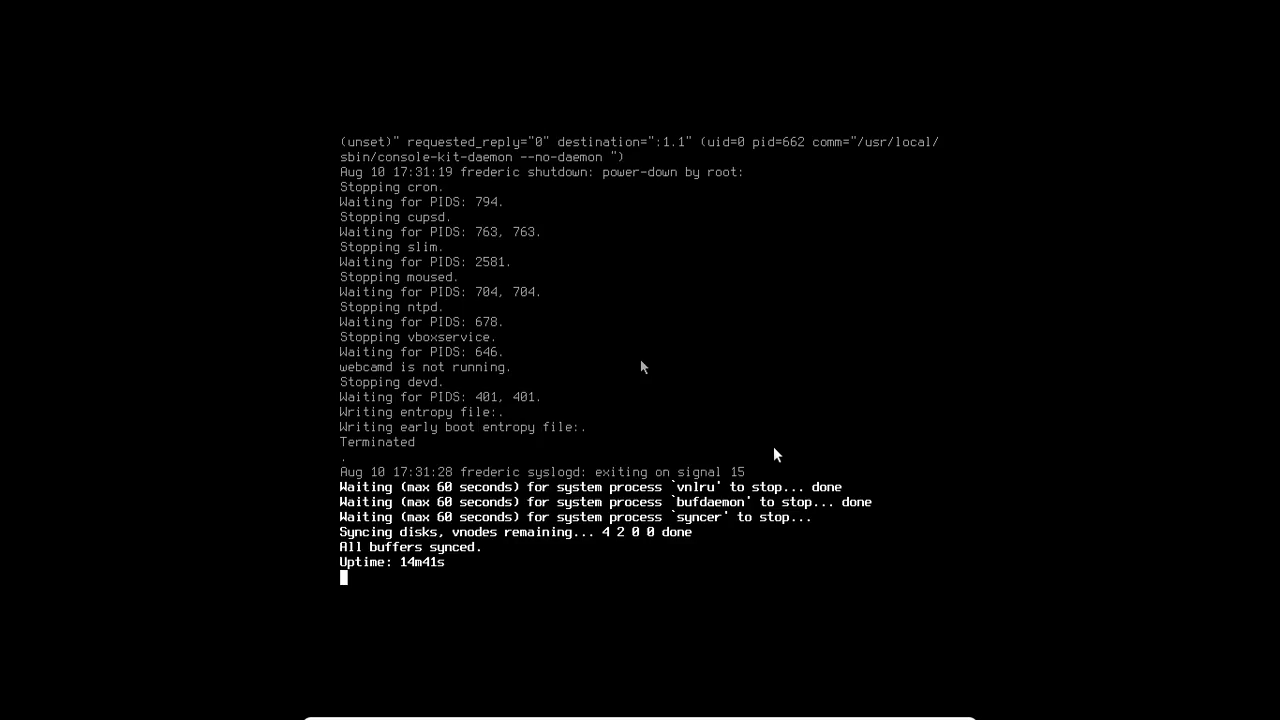 (unset)" requested_reply="0" destination=":1.1" (uid=0 pid=662 comm="/usr/local/
sbin/console-kit-daemon --no-daemon ")
Aug 10 17:31:19 frederic shutdown: power-down by root:
Stopping cron.
Waiting for PIDS: 794.
Stopping cupsd.
Waiting for PIDS: 763, 763.
Stopping slim.
Waiting for PIDS: 2581.
Stopping moused.
Waiting for PIDS: 704, 704.
Stopping ntpd.
Waiting for PIDS: 678.
Stopping vboxservice.
Waiting for PIDS: 646.
webcamd is not running.
Stopping devd.
Waiting for PIDS: 401, 401.
Writing entropy file:.
Writing early boot entropy file:.
Terminated
.
Aug 10 17:31:28 frederic syslogd: exiting on signal 15
Waiting (max 60 seconds) for system process `vnlru' to stop... done
Waiting (max 60 seconds) for system process `bufdaemon' to stop... done
Waiting (max 60 seconds) for system process `syncer' to stop...
Syncing disks, vnodes remaining... 4 2 0 0 done
All buffers synced.
Uptime: 14m41s